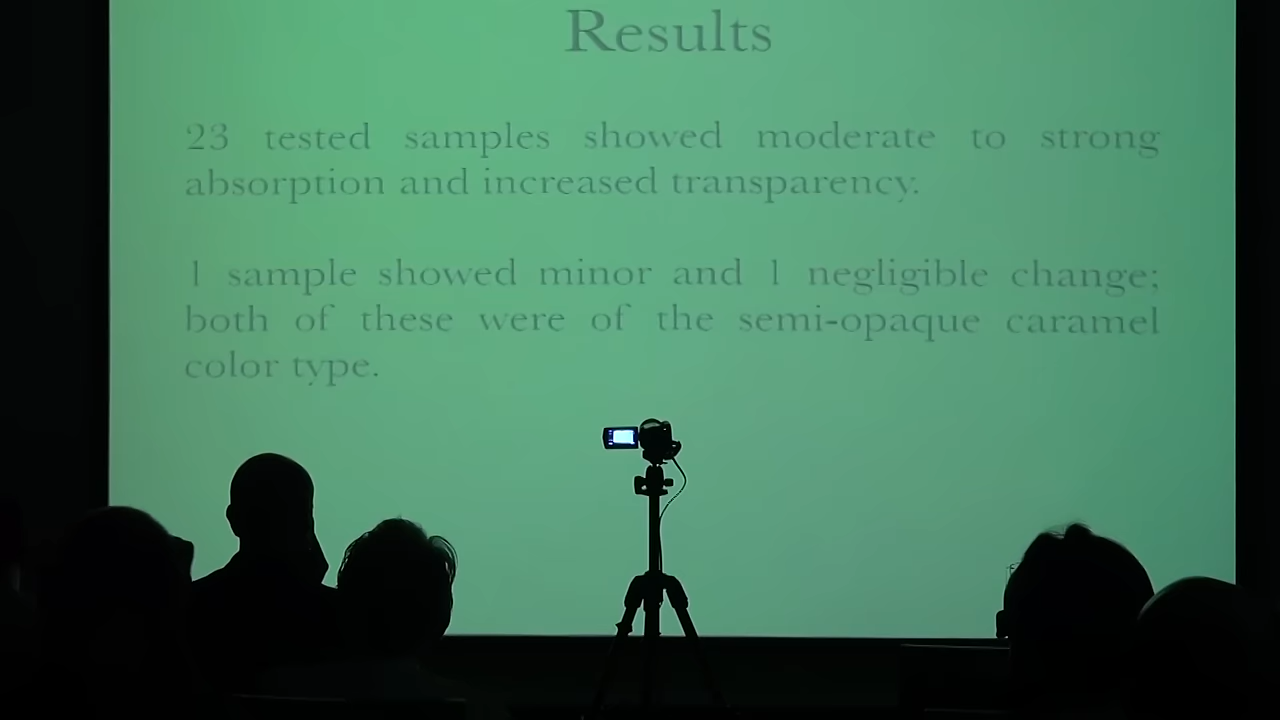 Results
23 tested samples showed moderate to strong
absorption and increased transparency.
1 sample showed minor and 1 negligible change;
both of these were of the semi-opaque caramel
color type.